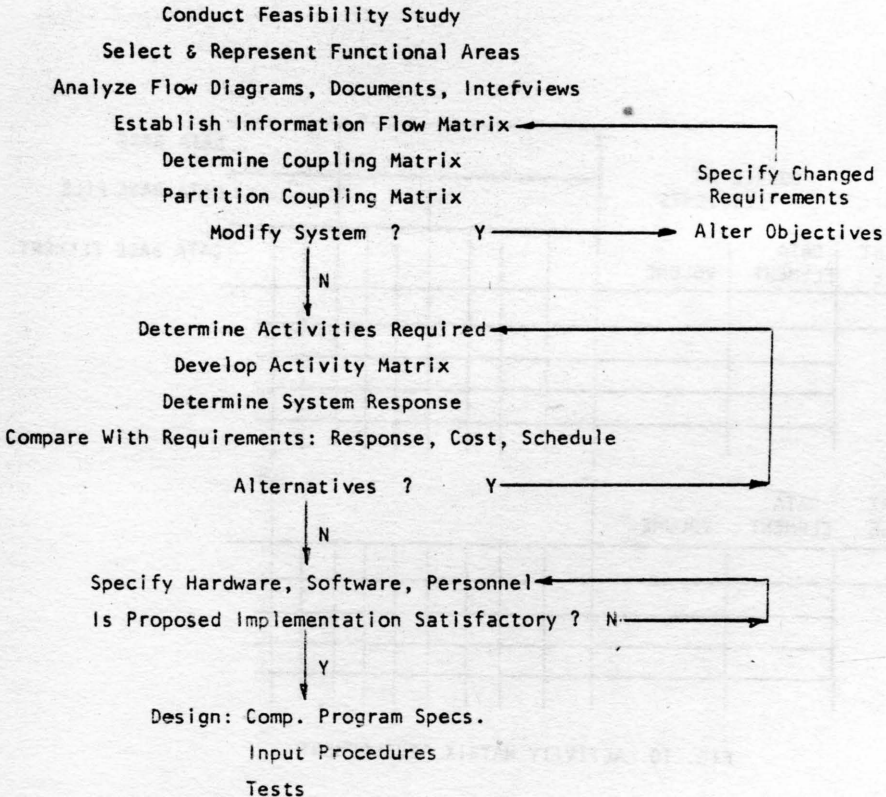 Conduct Feasibility Study
Select & Represent Functional Areas
Analyze Flow Diagrams, Documents, Intefviews
Establish Information Flow Matrix
Determine Coupling Matrix
Partition Coupling Matrix
Specify Changed
Requirements
Modify System ? Y Alter Objectives
N
Determine Activities Required
Develop Activity Matrix
Determine System Response
Compare With Requirements: Response, Cost, Schedule
Alternatives ? Y
N
Specify Hardware, Software, Personnel
Is Proposed Implementation Satisfactory ? N
Y
Design: Comp. Program Specs.
Input Procedures
Tests